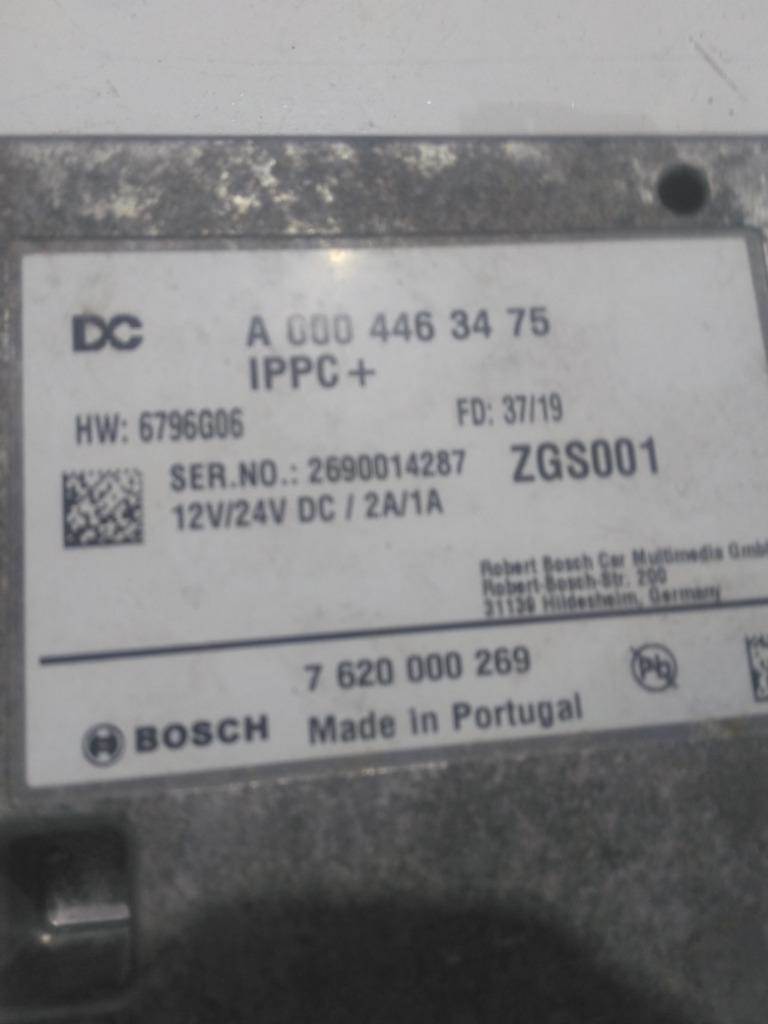 DC A 000 446 34 75
IPPC+
HW: 6796G06 FD: 37/19
SER.NO.: 2690014287 ZGS001
12V/24V DC / 2A/1A
Robert Bosch Car Multimedia GmbH
Robert-Bosch-Str. 200
31139 Hildesheim, Germany
7 620 000 269 Pb
BOSCH Made in Portugal